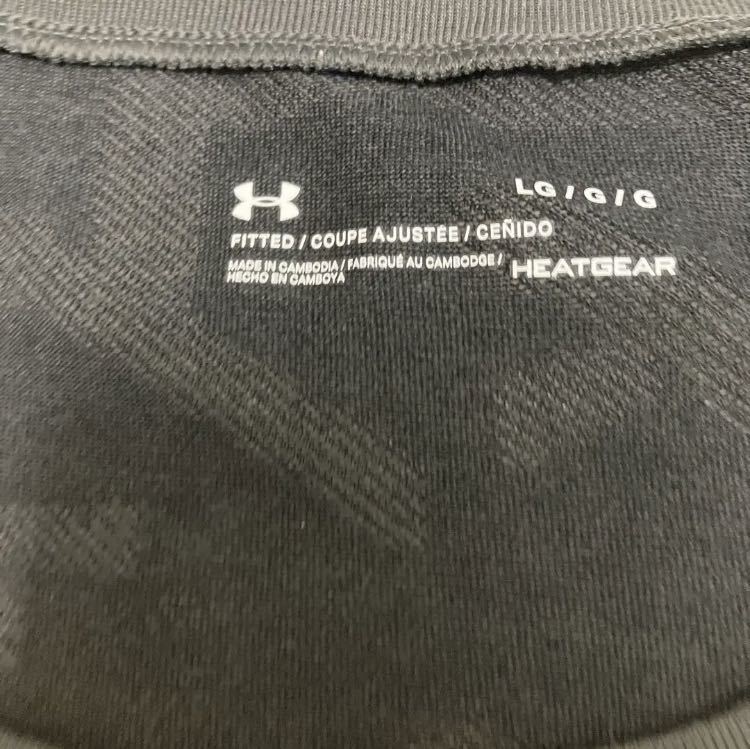 LG / G / G
FITTED / COUPE AJUSTÉE / CEÑIDO
MADE IN CAMBODIA / FABRIQUÉ AU CAMBODGE /
HECHO EN CAMBOYA
HEATGEAR